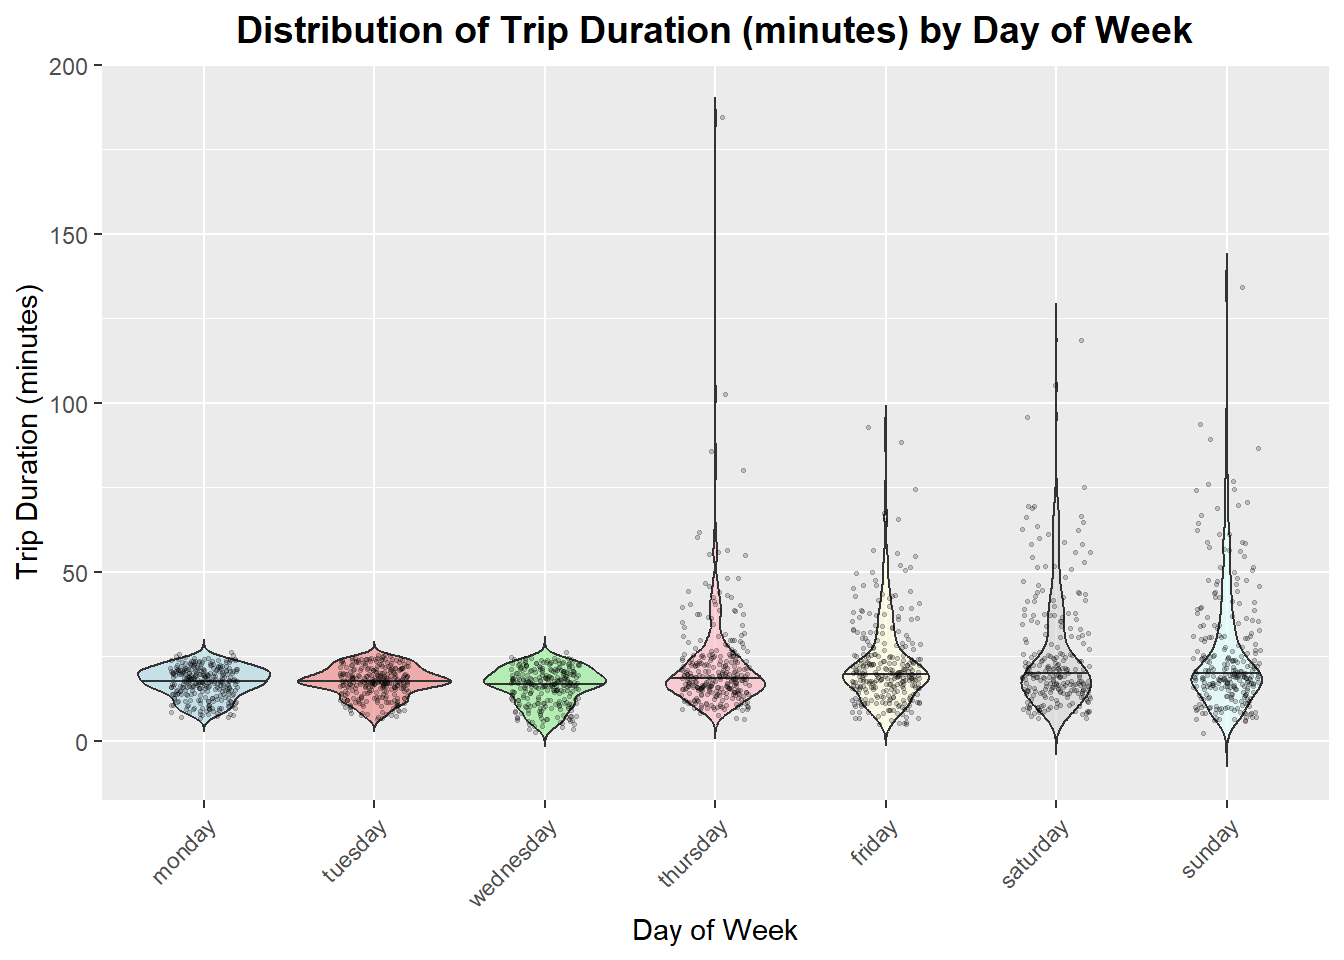 Distribution of Trip Duration (minutes) by Day of Week
Trip Duration (minutes)
200
150
100
50
0
monday
tuesday
wednesday
thursday
friday
saturday
sunday
Day of Week